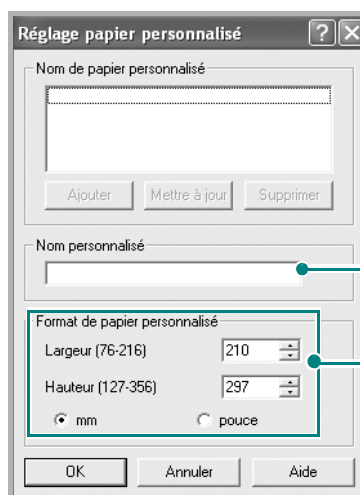 Réglage papier personnalisé
Nom de papier personnalisé
Ajouter Mettre à jour Supprimer
Nom personnalisé
Format de papier personnalisé
Largeur (76-216) 210
Hauteur (127-356) 297
mm pouce
OK Annuler Aide